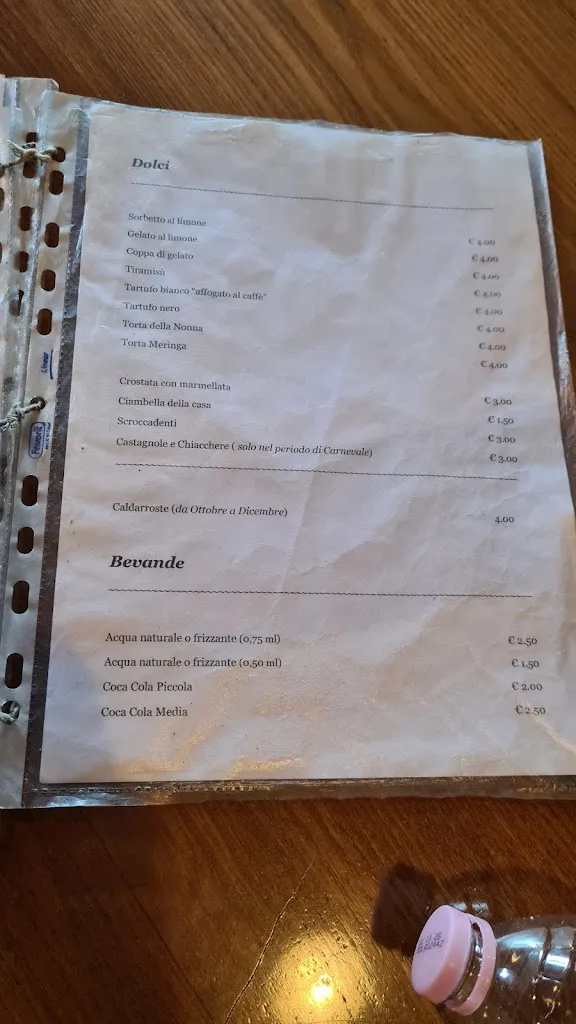 Dolci
Sorbetto al limone € 3.00
Gelato al limone € 4.00
Coppa di gelato € 4.00
Tiramisù € 4.00
Tartufo bianco "affogato al caffè" € 4.00
Tartufo nero € 4.00
Torta della Nonna € 4.00
Torta Meringa € 4.00
Crostata con marmellata € 3.00
Ciambella della casa € 1.50
Scroccadenti € 3.00
Castagnole e Chiacchere ( solo nel periodo di Carnevale) € 3.00
Caldarroste (da Ottobre a Dicembre) 4.00
Bevande
Acqua naturale o frizzante (0,75 ml) € 2.50
Acqua naturale o frizzante (0,50 ml) € 1.50
Coca Cola Piccola € 2.00
Coca Cola Media € 2.50
Favorit